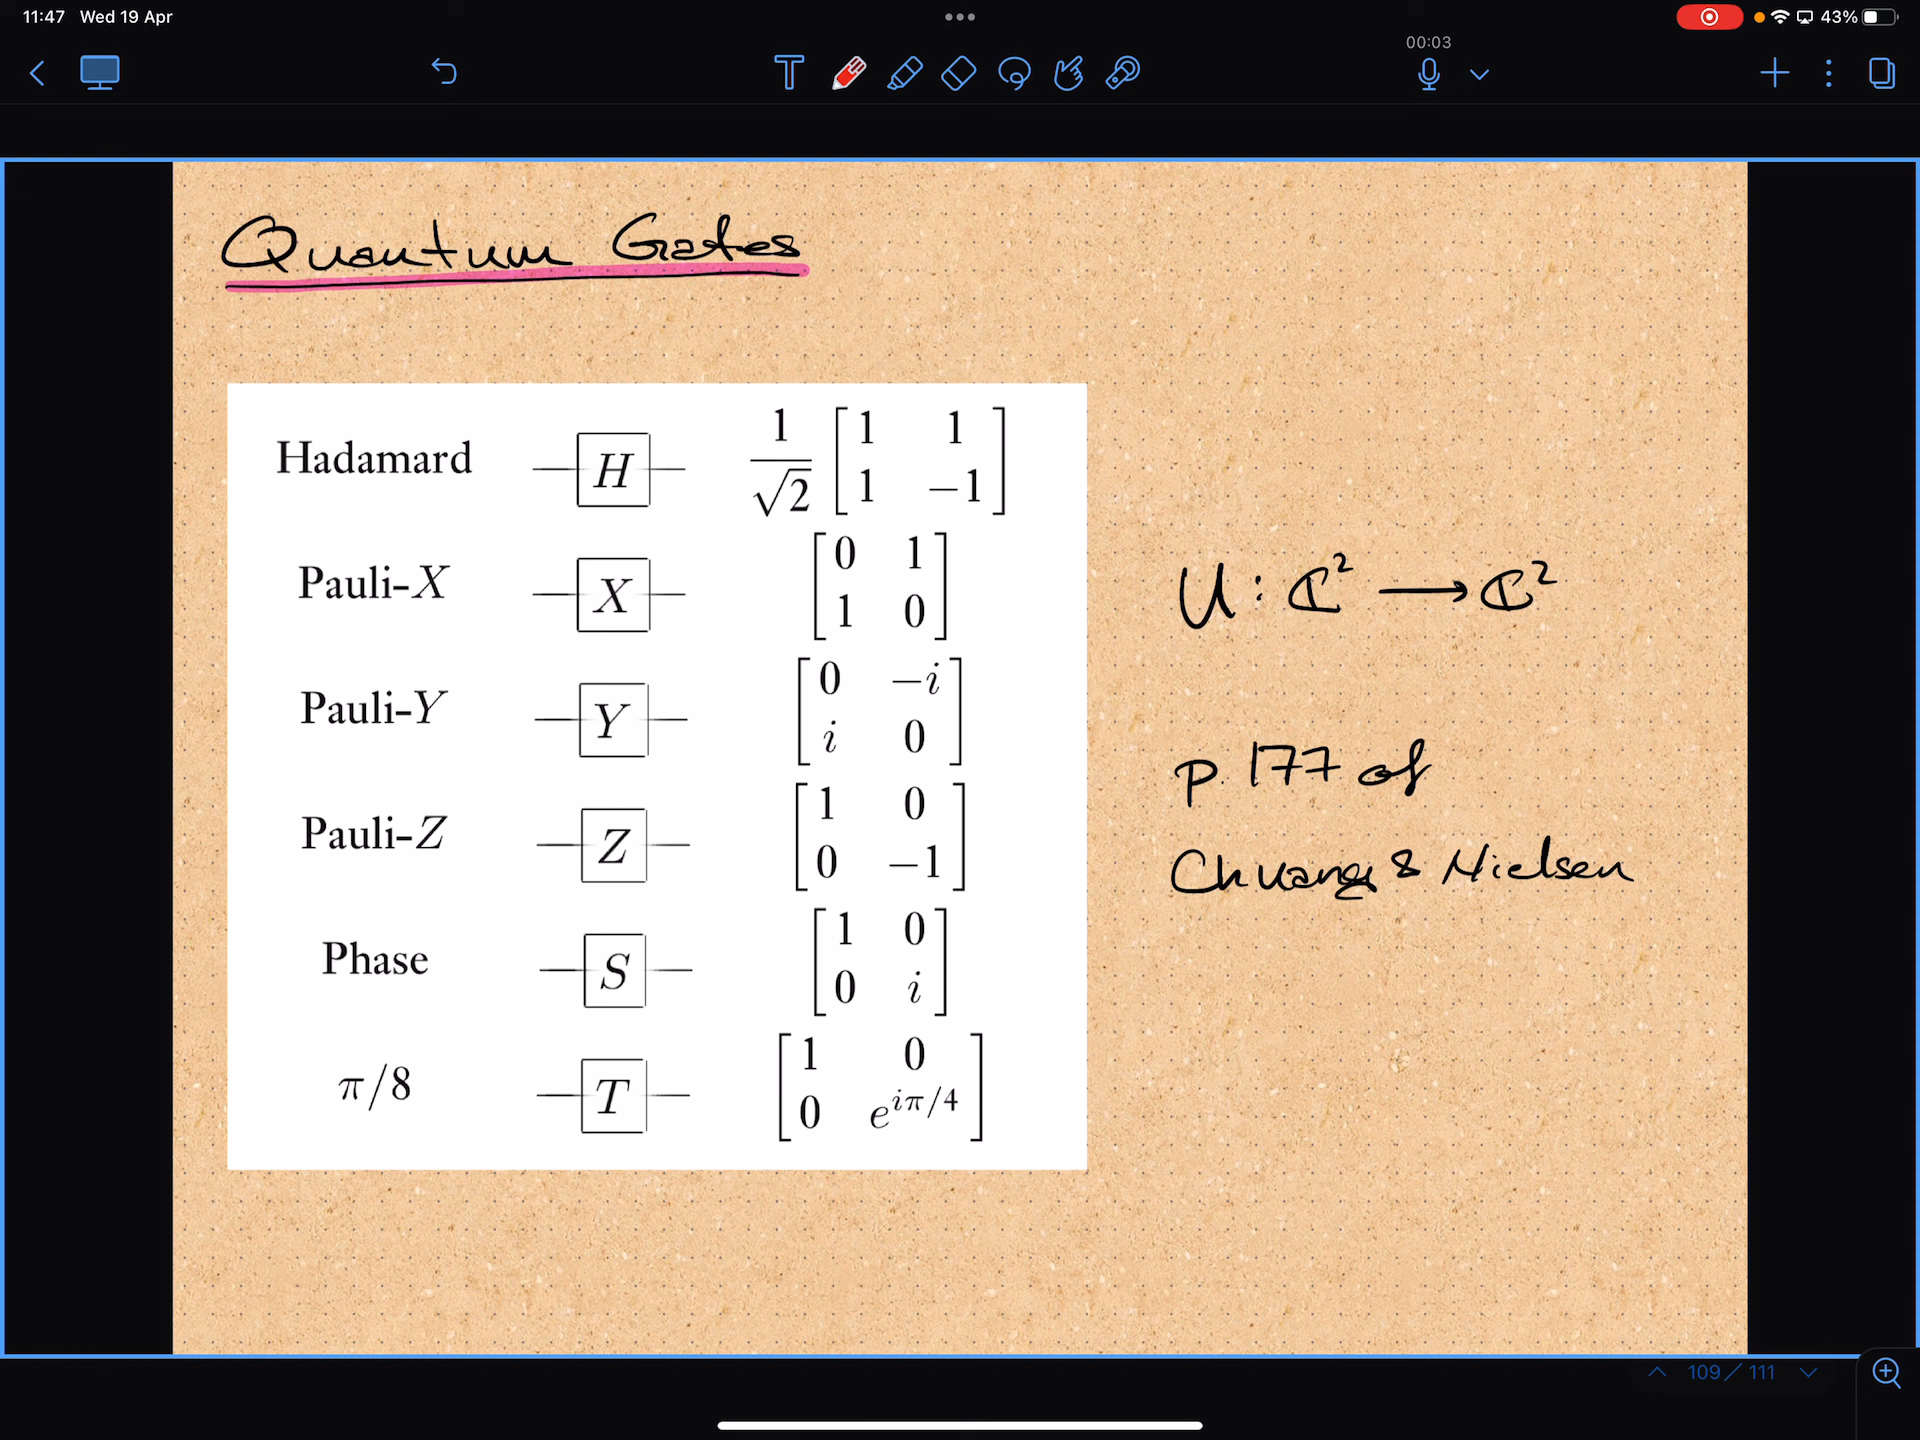 11:47 Wed 19 Apr
43%
00:03
Quantum Gates
Hadamard H 1/√2 [1 1; 1 −1]
Pauli-X X [0 1; 1 0]
Pauli-Y Y [0 −i; i 0]
Pauli-Z Z [1 0; 0 −1]
Phase S [1 0; 0 i]
π/8 T [1 0; 0 e^{iπ/4}]
U : ℂ² ⟶ ℂ²
p. 177 of
Chuang & Nielsen
109/111